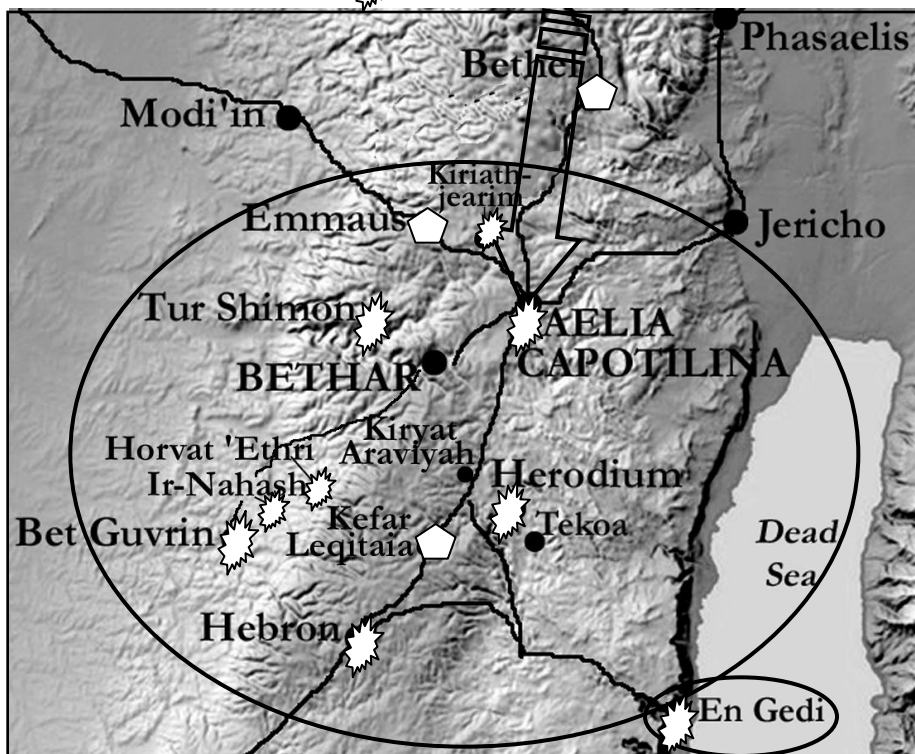 Phasaelis
Bethel
Modi'in
Kiriath-
jearim
Emmaus
Jericho
Tur Shimon
AELIA
CAPOTILINA
BETHAR
Kiryat
Araviyah
Horvat 'Ethri
Ir-Nahash
Herodium
Bet Guvrin
Kefar
Leqitaia
Tekoa
Dead
Sea
Hebron
En Gedi